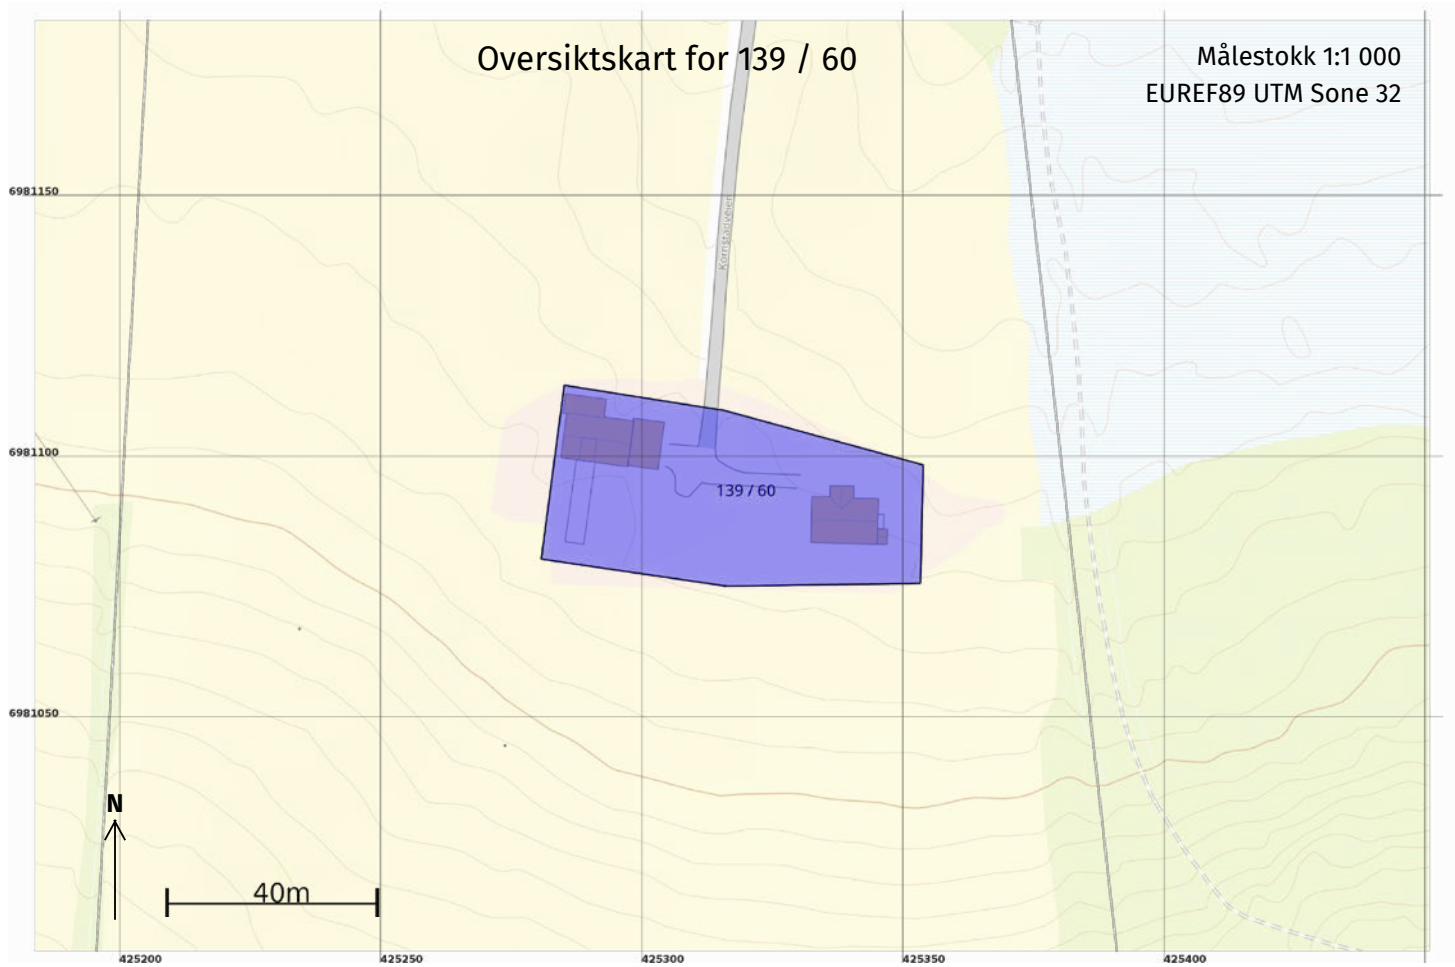 Oversiktskart for 139 / 60
Målestokk 1:1 000
EUREF89 UTM Sone 32
6981150
Kornstadveien
6981100
139 / 60
6981050
N
40m
425200
425250
425300
425350
425400